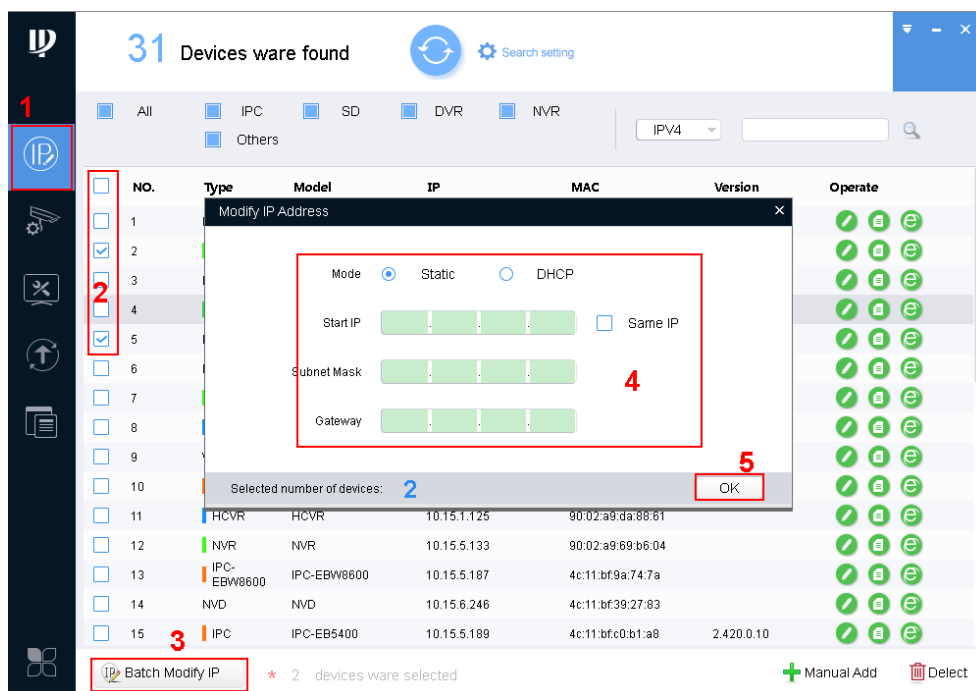 31 Devices ware found Search setting
1
All IPC SD DVR NVR
Others
IPV4
NO. Type Model IP MAC Version Operate
Modify IP Address
1
2
3
4
5
6
7
8
9
10
2
Mode Static DHCP
Start IP . . . Same IP
Subnet Mask . . .
Gateway . . .
4
5
Selected number of devices: 2 OK
11 HCVR HCVR 10.15.1.125 90:02:a9:da:88:61
12 NVR NVR 10.15.5.133 90:02:a9:69:b6:04
13 IPC-EBW8600 IPC-EBW8600 10.15.5.187 4c:11:bf:9a:74:7a
14 NVD NVD 10.15.6.246 4c:11:bf:39:27:83
15 IPC IPC-EB5400 10.15.5.189 4c:11:bf:c0:b1:a8 2.420.0.10
3
Batch Modify IP * 2 devices ware selected Manual Add Delect